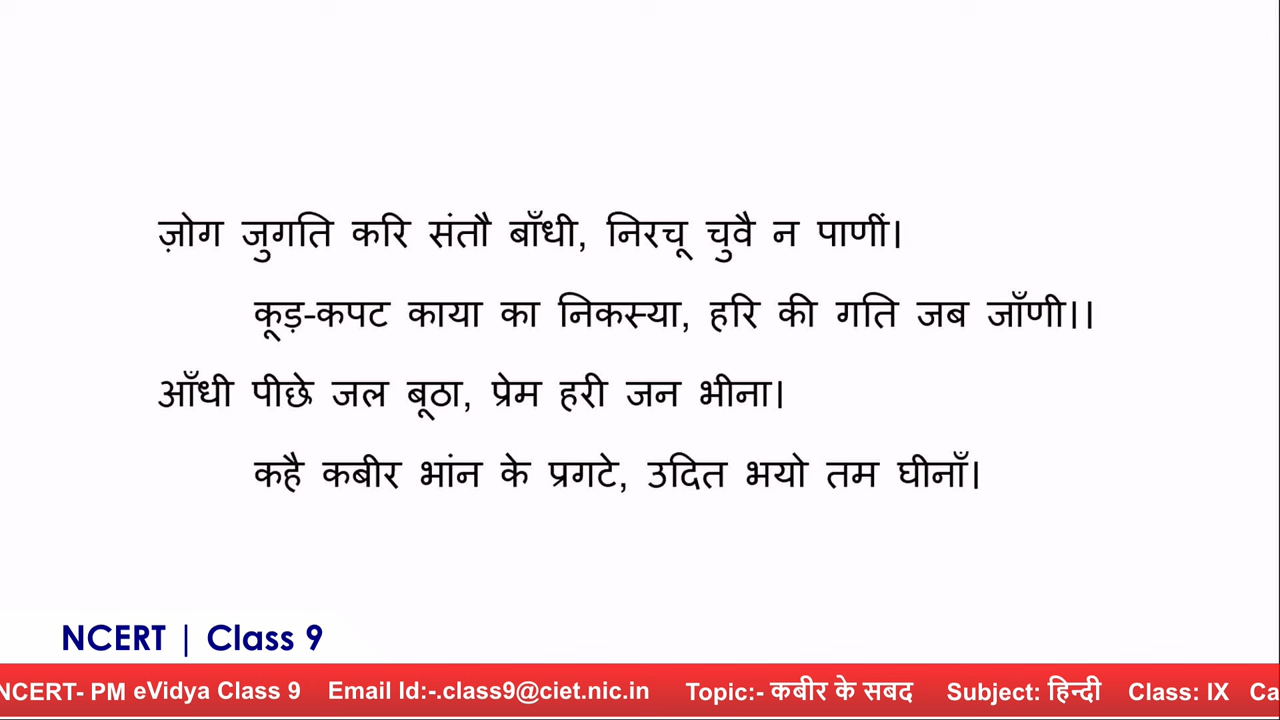 ज़ोग जुगति करि संतौ बाँधी, निरचू चुवै न पाणीं।
कूड़-कपट काया का निकस्या, हरि की गति जब जाँणी।।
आँधी पीछे जल बूठा, प्रेम हरी जन भीना।
कहै कबीर भांन के प्रगटे, उदित भयो तम घीनाँ।
NCERT | Class 9
NCERT- PM eVidya Class 9 Email Id:-.class9@ciet.nic.in Topic:- कबीर के सबद Subject: हिन्दी Class: IX Ca